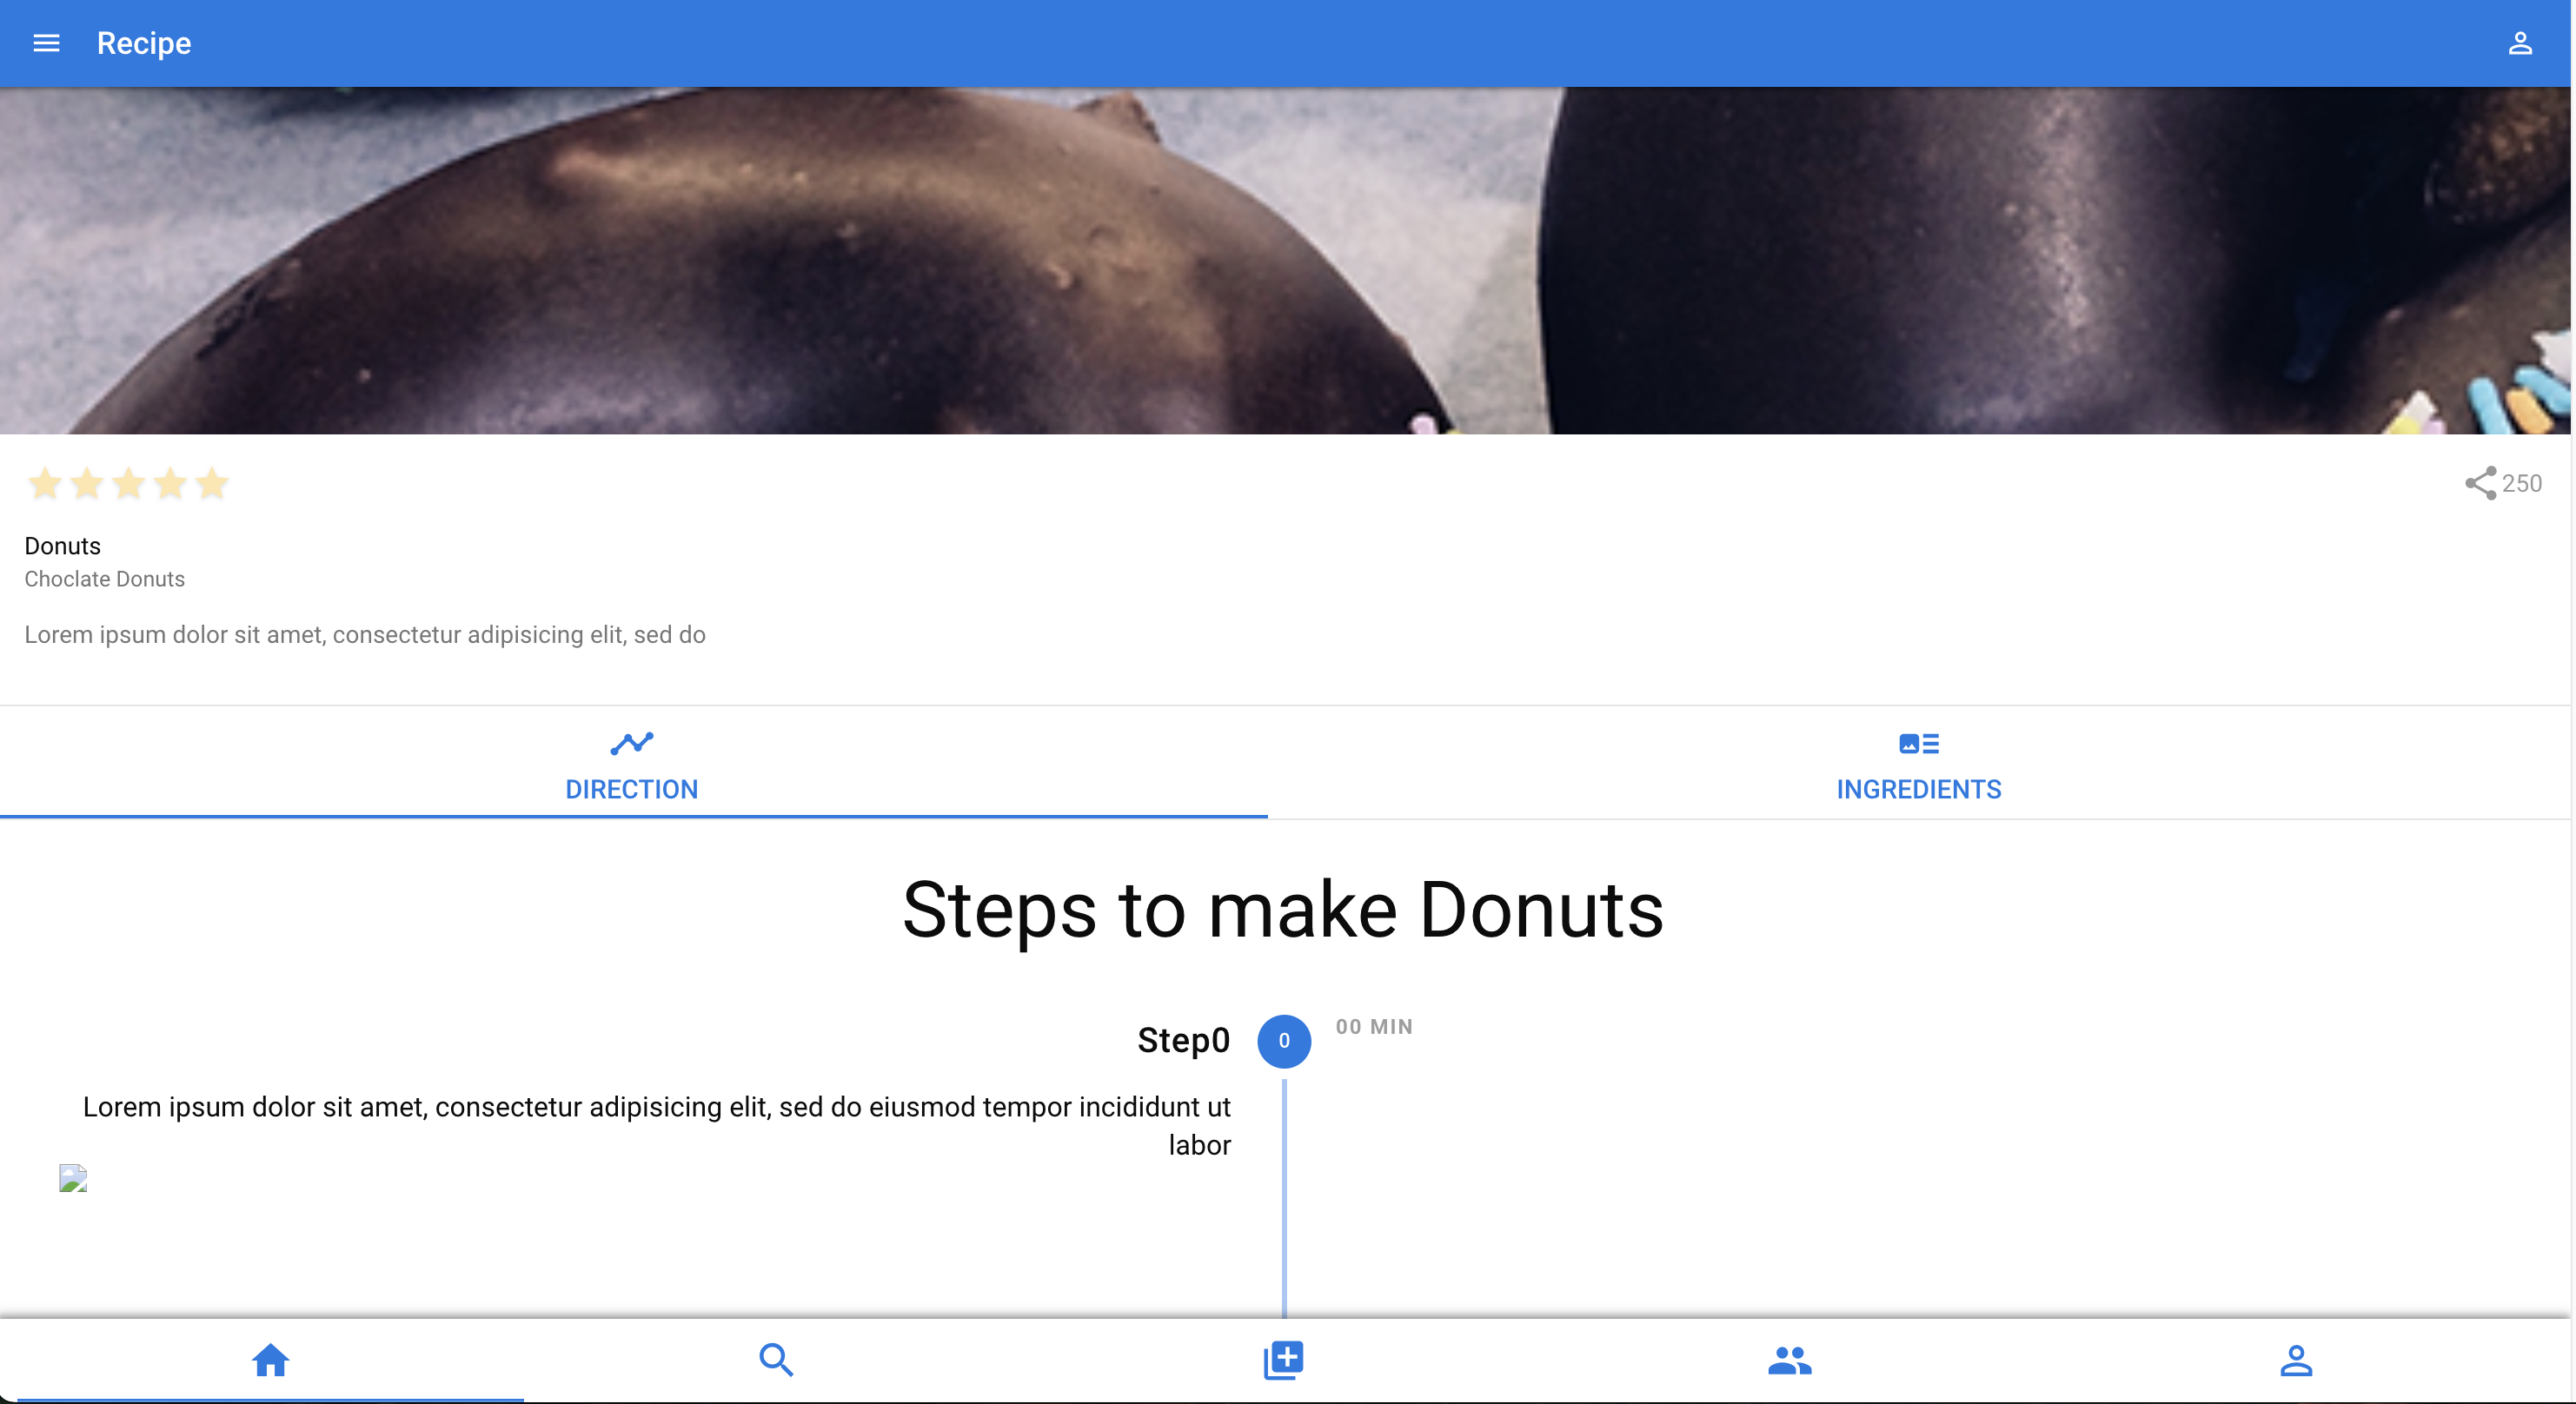 Recipe
250
Donuts
Choclate Donuts
Lorem ipsum dolor sit amet, consectetur adipisicing elit, sed do
DIRECTION
INGREDIENTS
Steps to make Donuts
Step0
0
00 MIN
Lorem ipsum dolor sit amet, consectetur adipisicing elit, sed do eiusmod tempor incididunt ut
labor